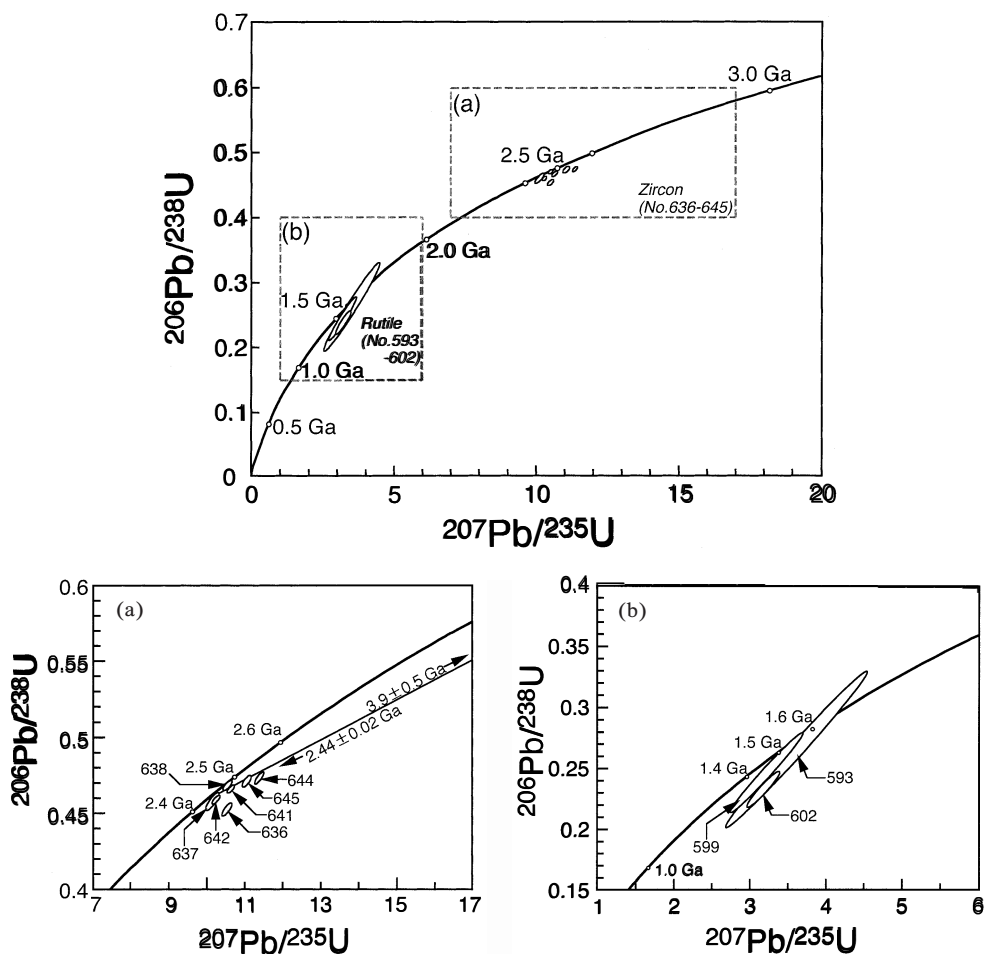 0.7
0.6
0.5
0.4
0.3
0.2
0.1
0
206Pb/238U
3.0 Ga
(a)
2.5 Ga
Zircon
(No.636-645)
(b)
2.0 Ga
1.5 Ga
Rutile
(No.593
-602)
1.0 Ga
0.5 Ga
0 5 10 15 20
207Pb/235U
0.6
0.55
0.5
0.45
0.4
206Pb/238U
(a)
3.9±0.5 Ga
2.44±0.02 Ga
2.6 Ga
2.5 Ga
638
2.4 Ga
644
645
641
636
642
637
7 9 11 13 15 17
207Pb/235U
0.4
0.35
0.3
0.25
0.2
0.15
206Pb/238U
(b)
1.6 Ga
1.5 Ga
1.4 Ga
593
602
599
1.0 Ga
1 2 3 4 5 6
207Pb/235U